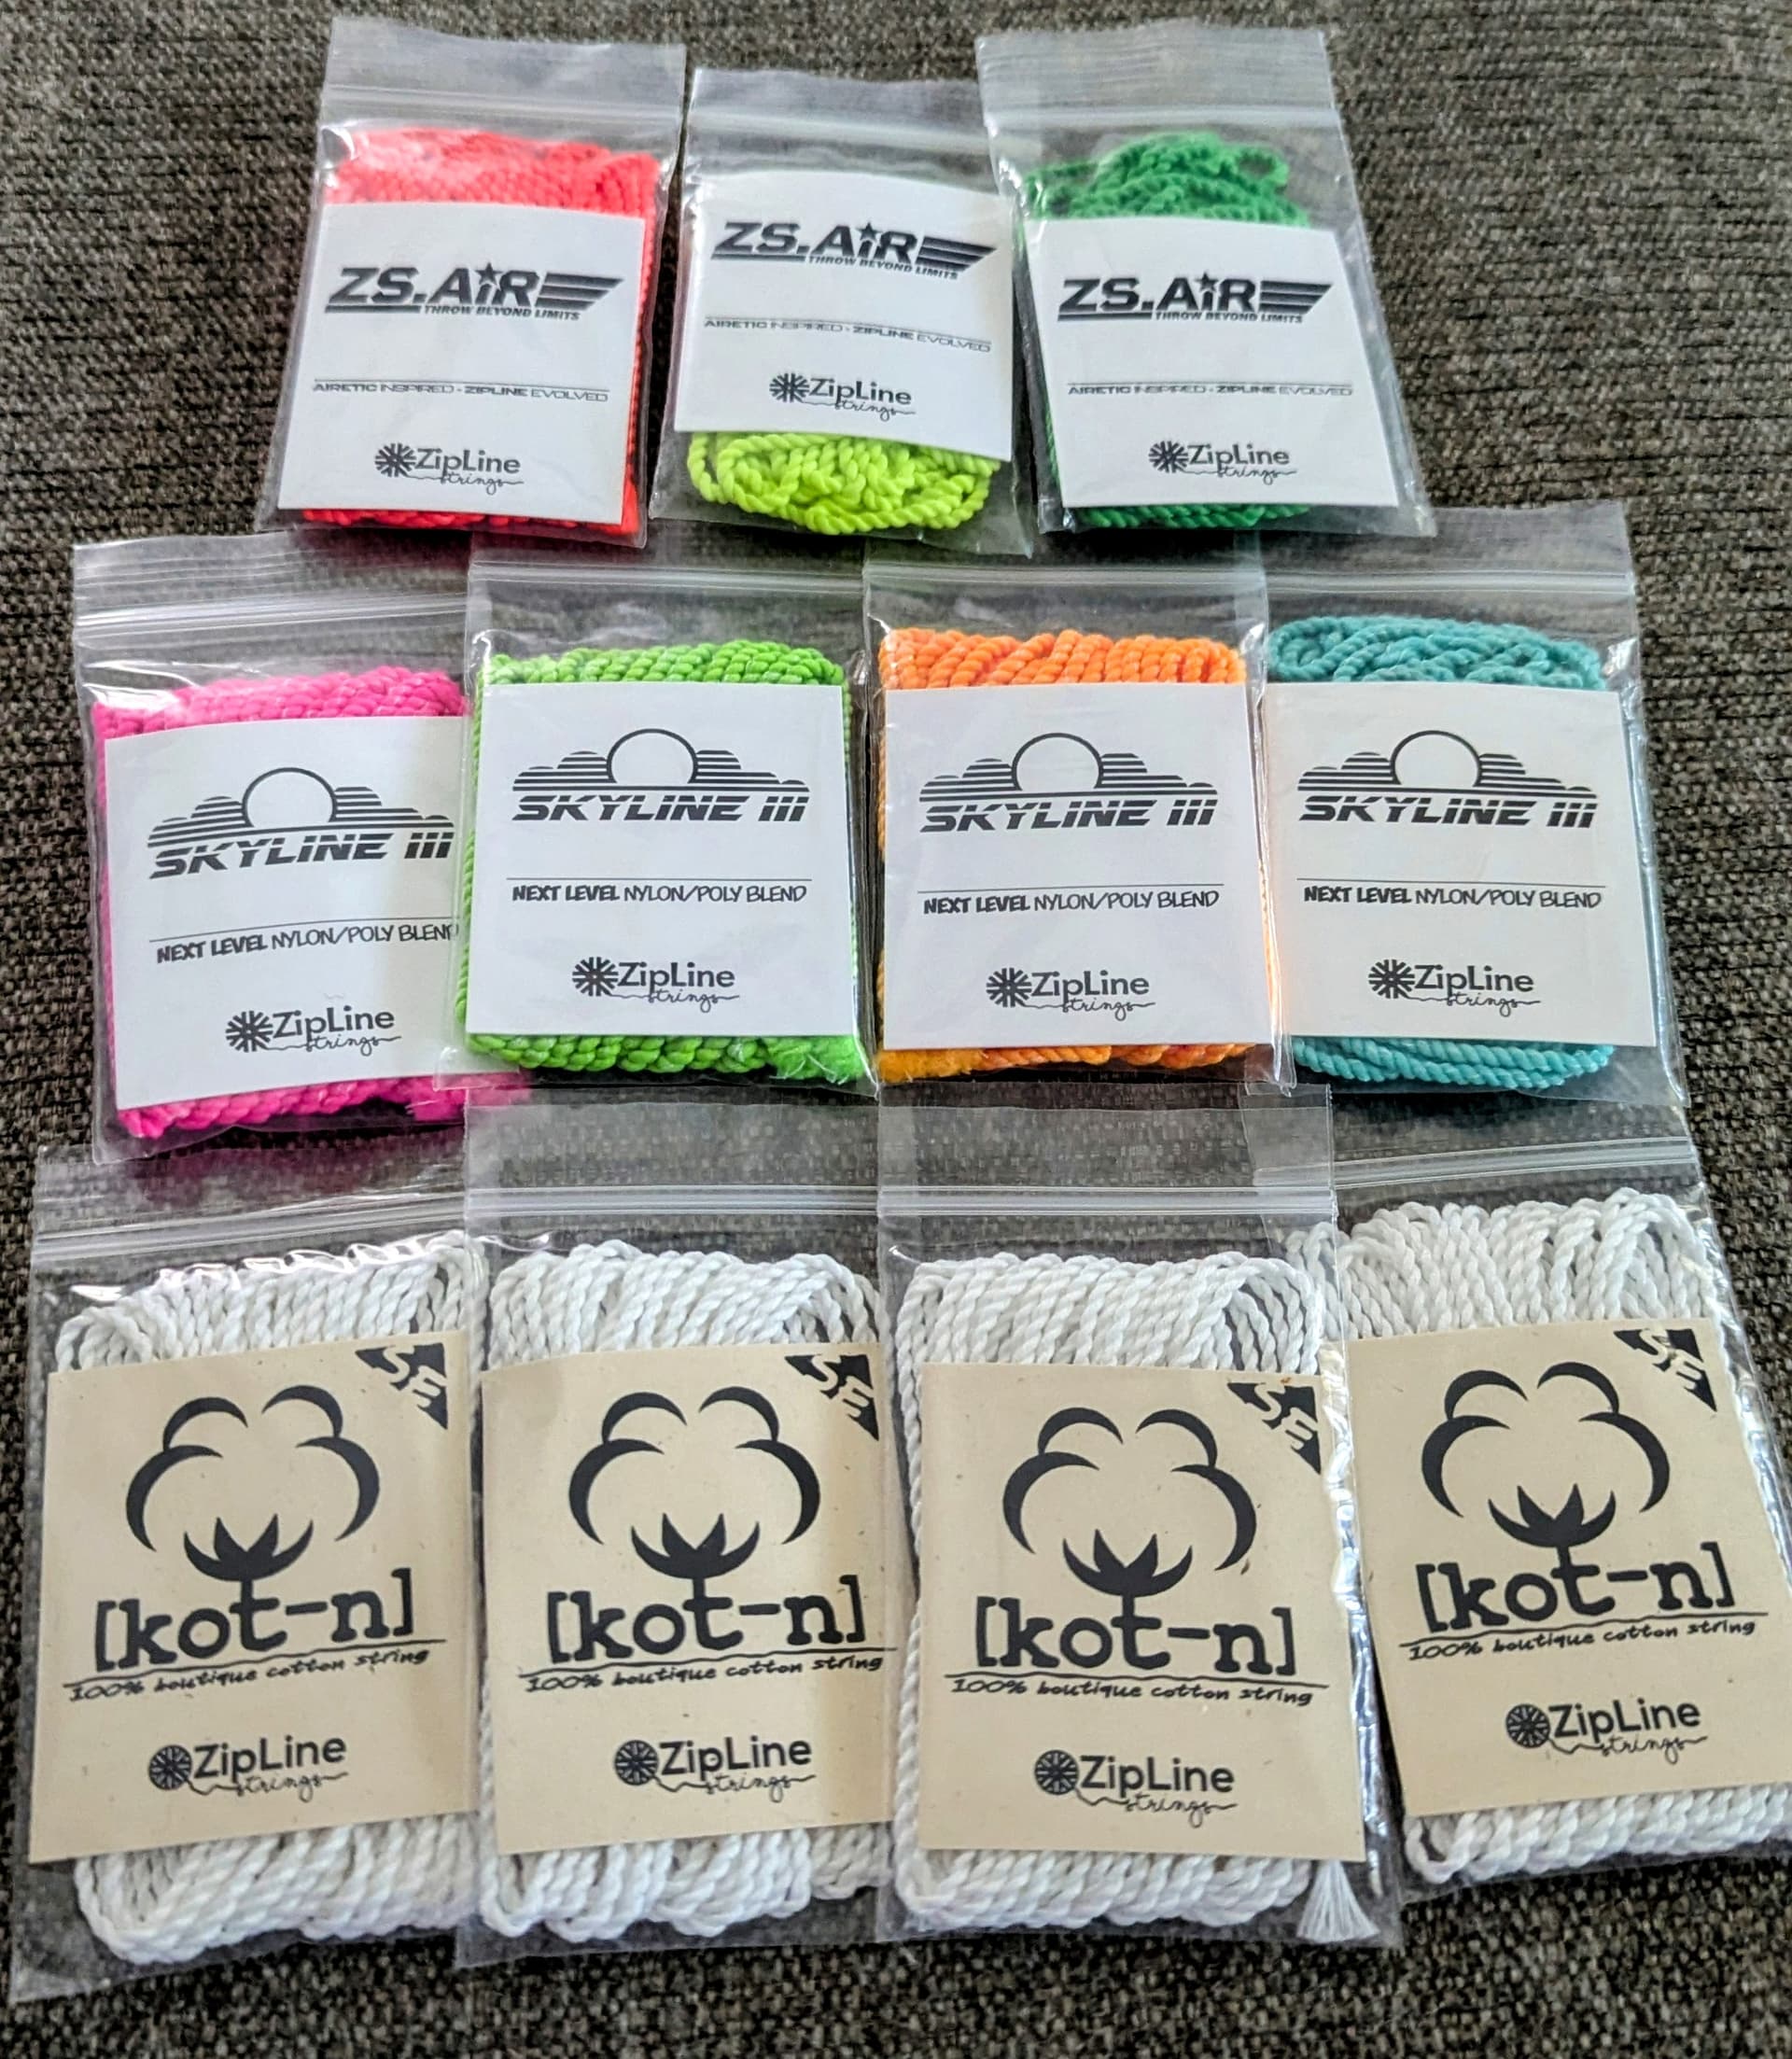 ZS.AiR
THROW BEYOND LIMITS
AIRETIC INSPIRED - ZIPLINE EVOLVED
ZipLine
strings
ZS.AiR
THROW BEYOND LIMITS
AIRETIC INSPIRED - ZIPLINE EVOLVED
ZipLine
strings
ZS.AiR
THROW BEYOND LIMITS
AIRETIC INSPIRED - ZIPLINE EVOLVED
ZipLine
strings
SKYLINE III
NEXT LEVEL NYLON/POLY BLEND
ZipLine
strings
SKYLINE III
NEXT LEVEL NYLON/POLY BLEND
ZipLine
strings
SKYLINE III
NEXT LEVEL NYLON/POLY BLEND
ZipLine
strings
SKYLINE III
NEXT LEVEL NYLON/POLY BLEND
ZipLine
strings
SE
[kot-n]
100% boutique cotton string
ZipLine
strings
SE
[kot-n]
100% boutique cotton string
ZipLine
strings
SE
[kot-n]
100% boutique cotton string
ZipLine
strings
SE
[kot-n]
100% boutique cotton string
ZipLine
strings